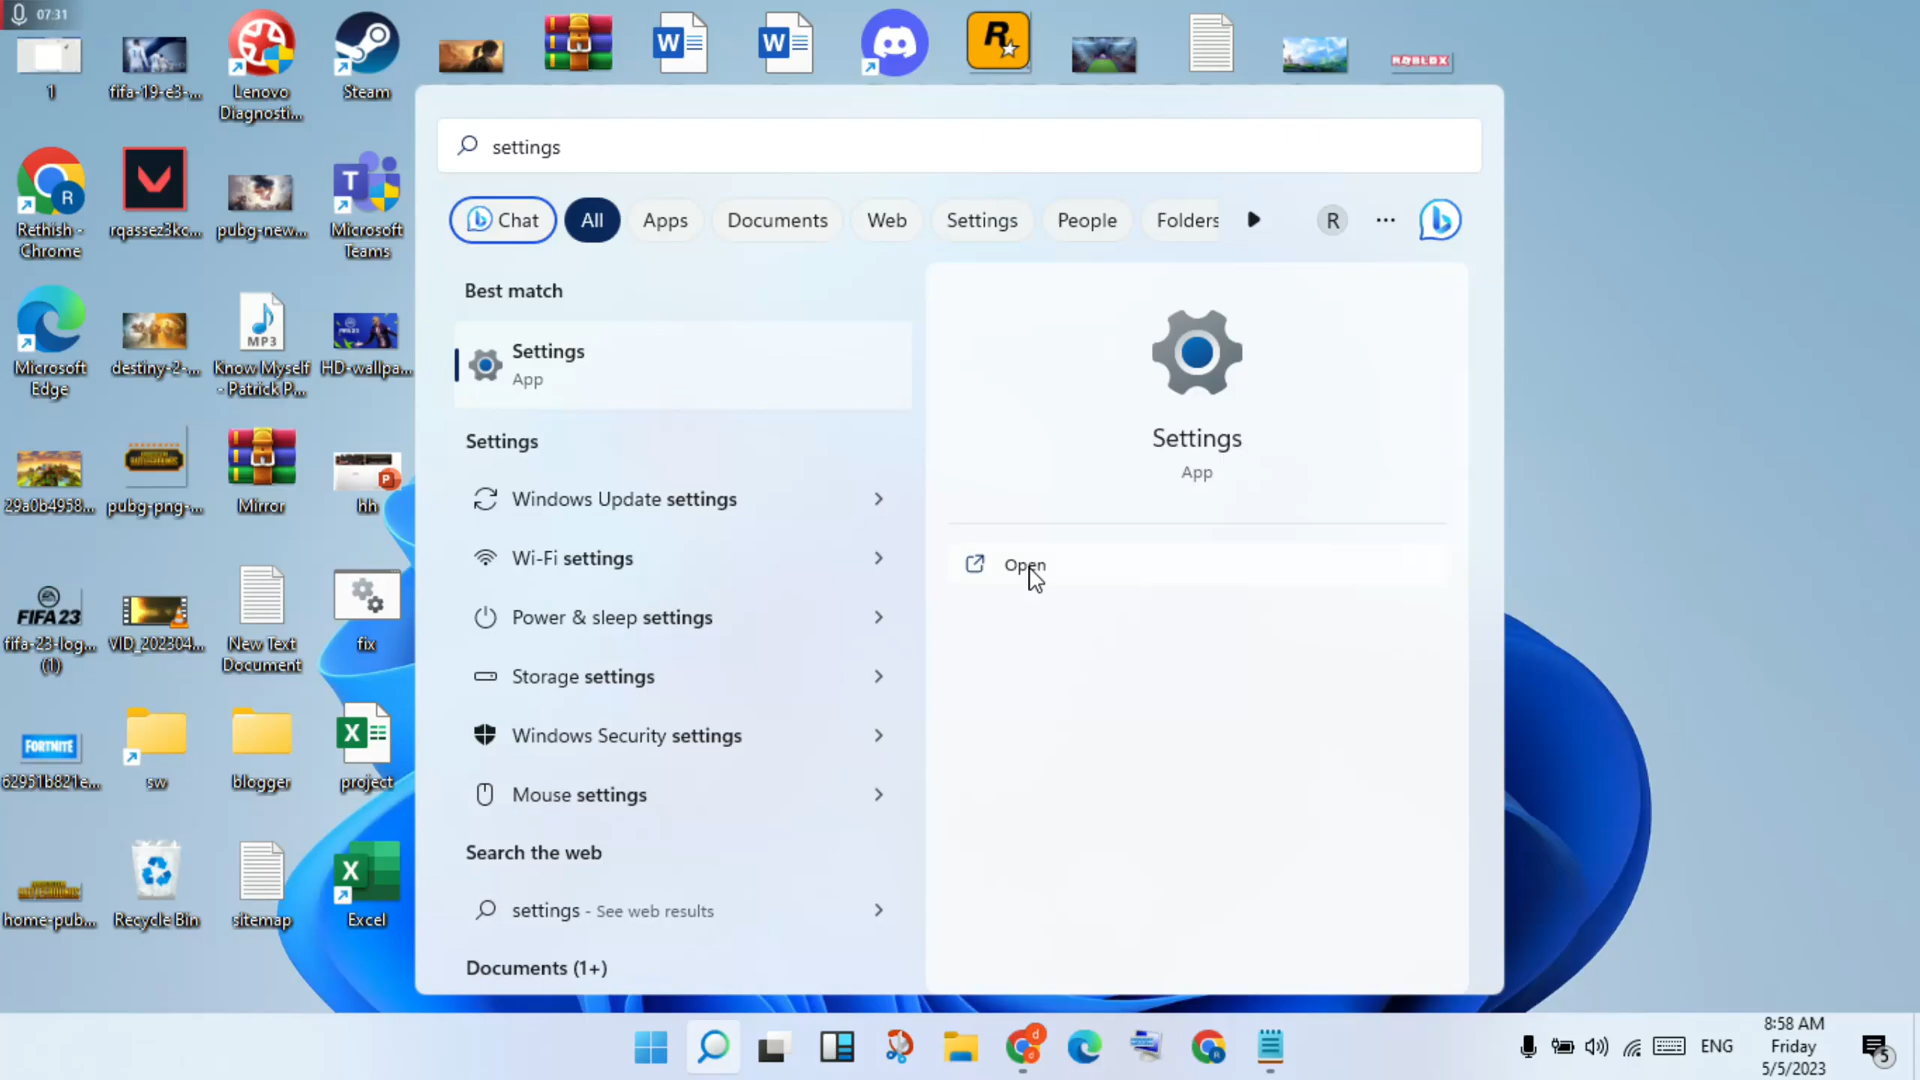 07:31
1
fifa-19-e3-...
Lenovo
Diagnosti...
Steam
W
W
R
ROBLOX
settings
Chat
All
Apps
Documents
Web
Settings
People
Folders
R
R
Rethish -
Chrome
rqassez3kc...
pubg-new...
T
Microsoft
Teams
Best match
Settings
App
Settings
App
Open
Microsoft
Edge
destiny-2-...
MP3
Know Myself
- Patrick P...
HD-wallpa...
29a0b4958...
pubg-png-...
Mirror
P
hh
Settings
Windows Update settings
Wi-Fi settings
Power & sleep settings
Storage settings
Windows Security settings
Mouse settings
FIFA 23
fifa-23-log...
(1)
VID_202304...
New Text
Document
fix
FORTNITE
62951b821e...
sw
blogger
X
project
Search the web
settings - See web results
Documents (1+)
home-pub...
Recycle Bin
sitemap
X
Excel
d
R
ENG
8:58 AM
Friday
5/5/2023
5